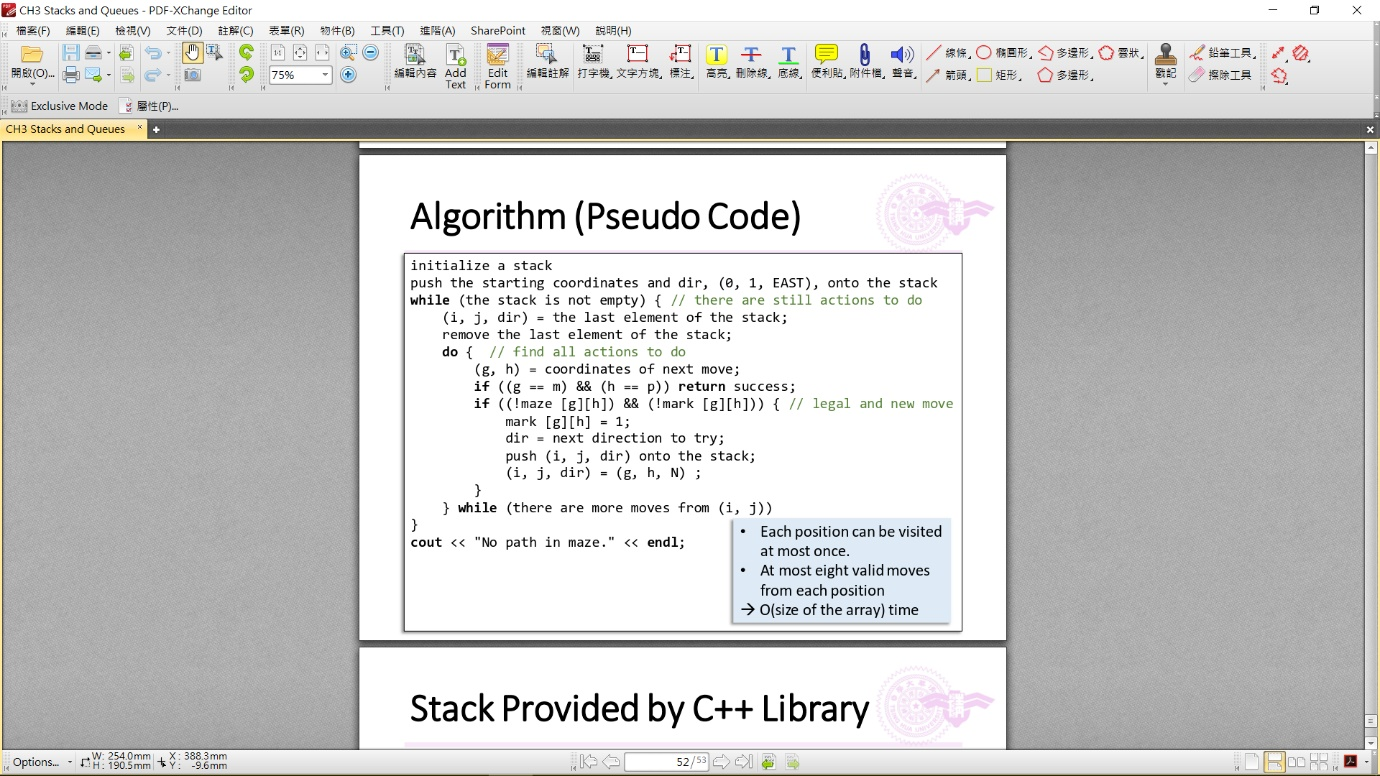 CH3 Stacks and Queues - PDF-XChange Editor
檔案(F) 編輯(E) 檢視(V) 文件(D) 註解(C) 表單(R) 物件(B) 工具(T) 進階(A) SharePoint 視窗(W) 說明(H)
開啟(O)...
75%
編輯內容
Add Text
Edit Form
編輯註解 打字機 文字方塊 標注 高亮 刪除線 底線 便利貼 附件檔 聲音
線條 橢圓形 多邊形 雲狀
箭頭 矩形 多邊形
戳記
鉛筆工具
擦除工具
Exclusive Mode 屬性(P)...
CH3 Stacks and Queues
Algorithm (Pseudo Code)
initialize a stack
push the starting coordinates and dir, (0, 1, EAST), onto the stack
while (the stack is not empty) { // there are still actions to do
(i, j, dir) = the last element of the stack;
remove the last element of the stack;
do { // find all actions to do
(g, h) = coordinates of next move;
if ((g == m) && (h == p)) return success;
if ((!maze [g][h]) && (!mark [g][h])) { // legal and new move
mark [g][h] = 1;
dir = next direction to try;
push (i, j, dir) onto the stack;
(i, j, dir) = (g, h, N) ;
}
} while (there are more moves from (i, j))
}
cout << "No path in maze." << endl;
• Each position can be visited
at most once.
• At most eight valid moves
from each position
→ O(size of the array) time
Stack Provided by C++ Library
Options...
W: 254.0mm
H: 190.5mm
X: 388.3mm
Y: -9.6mm
52/53